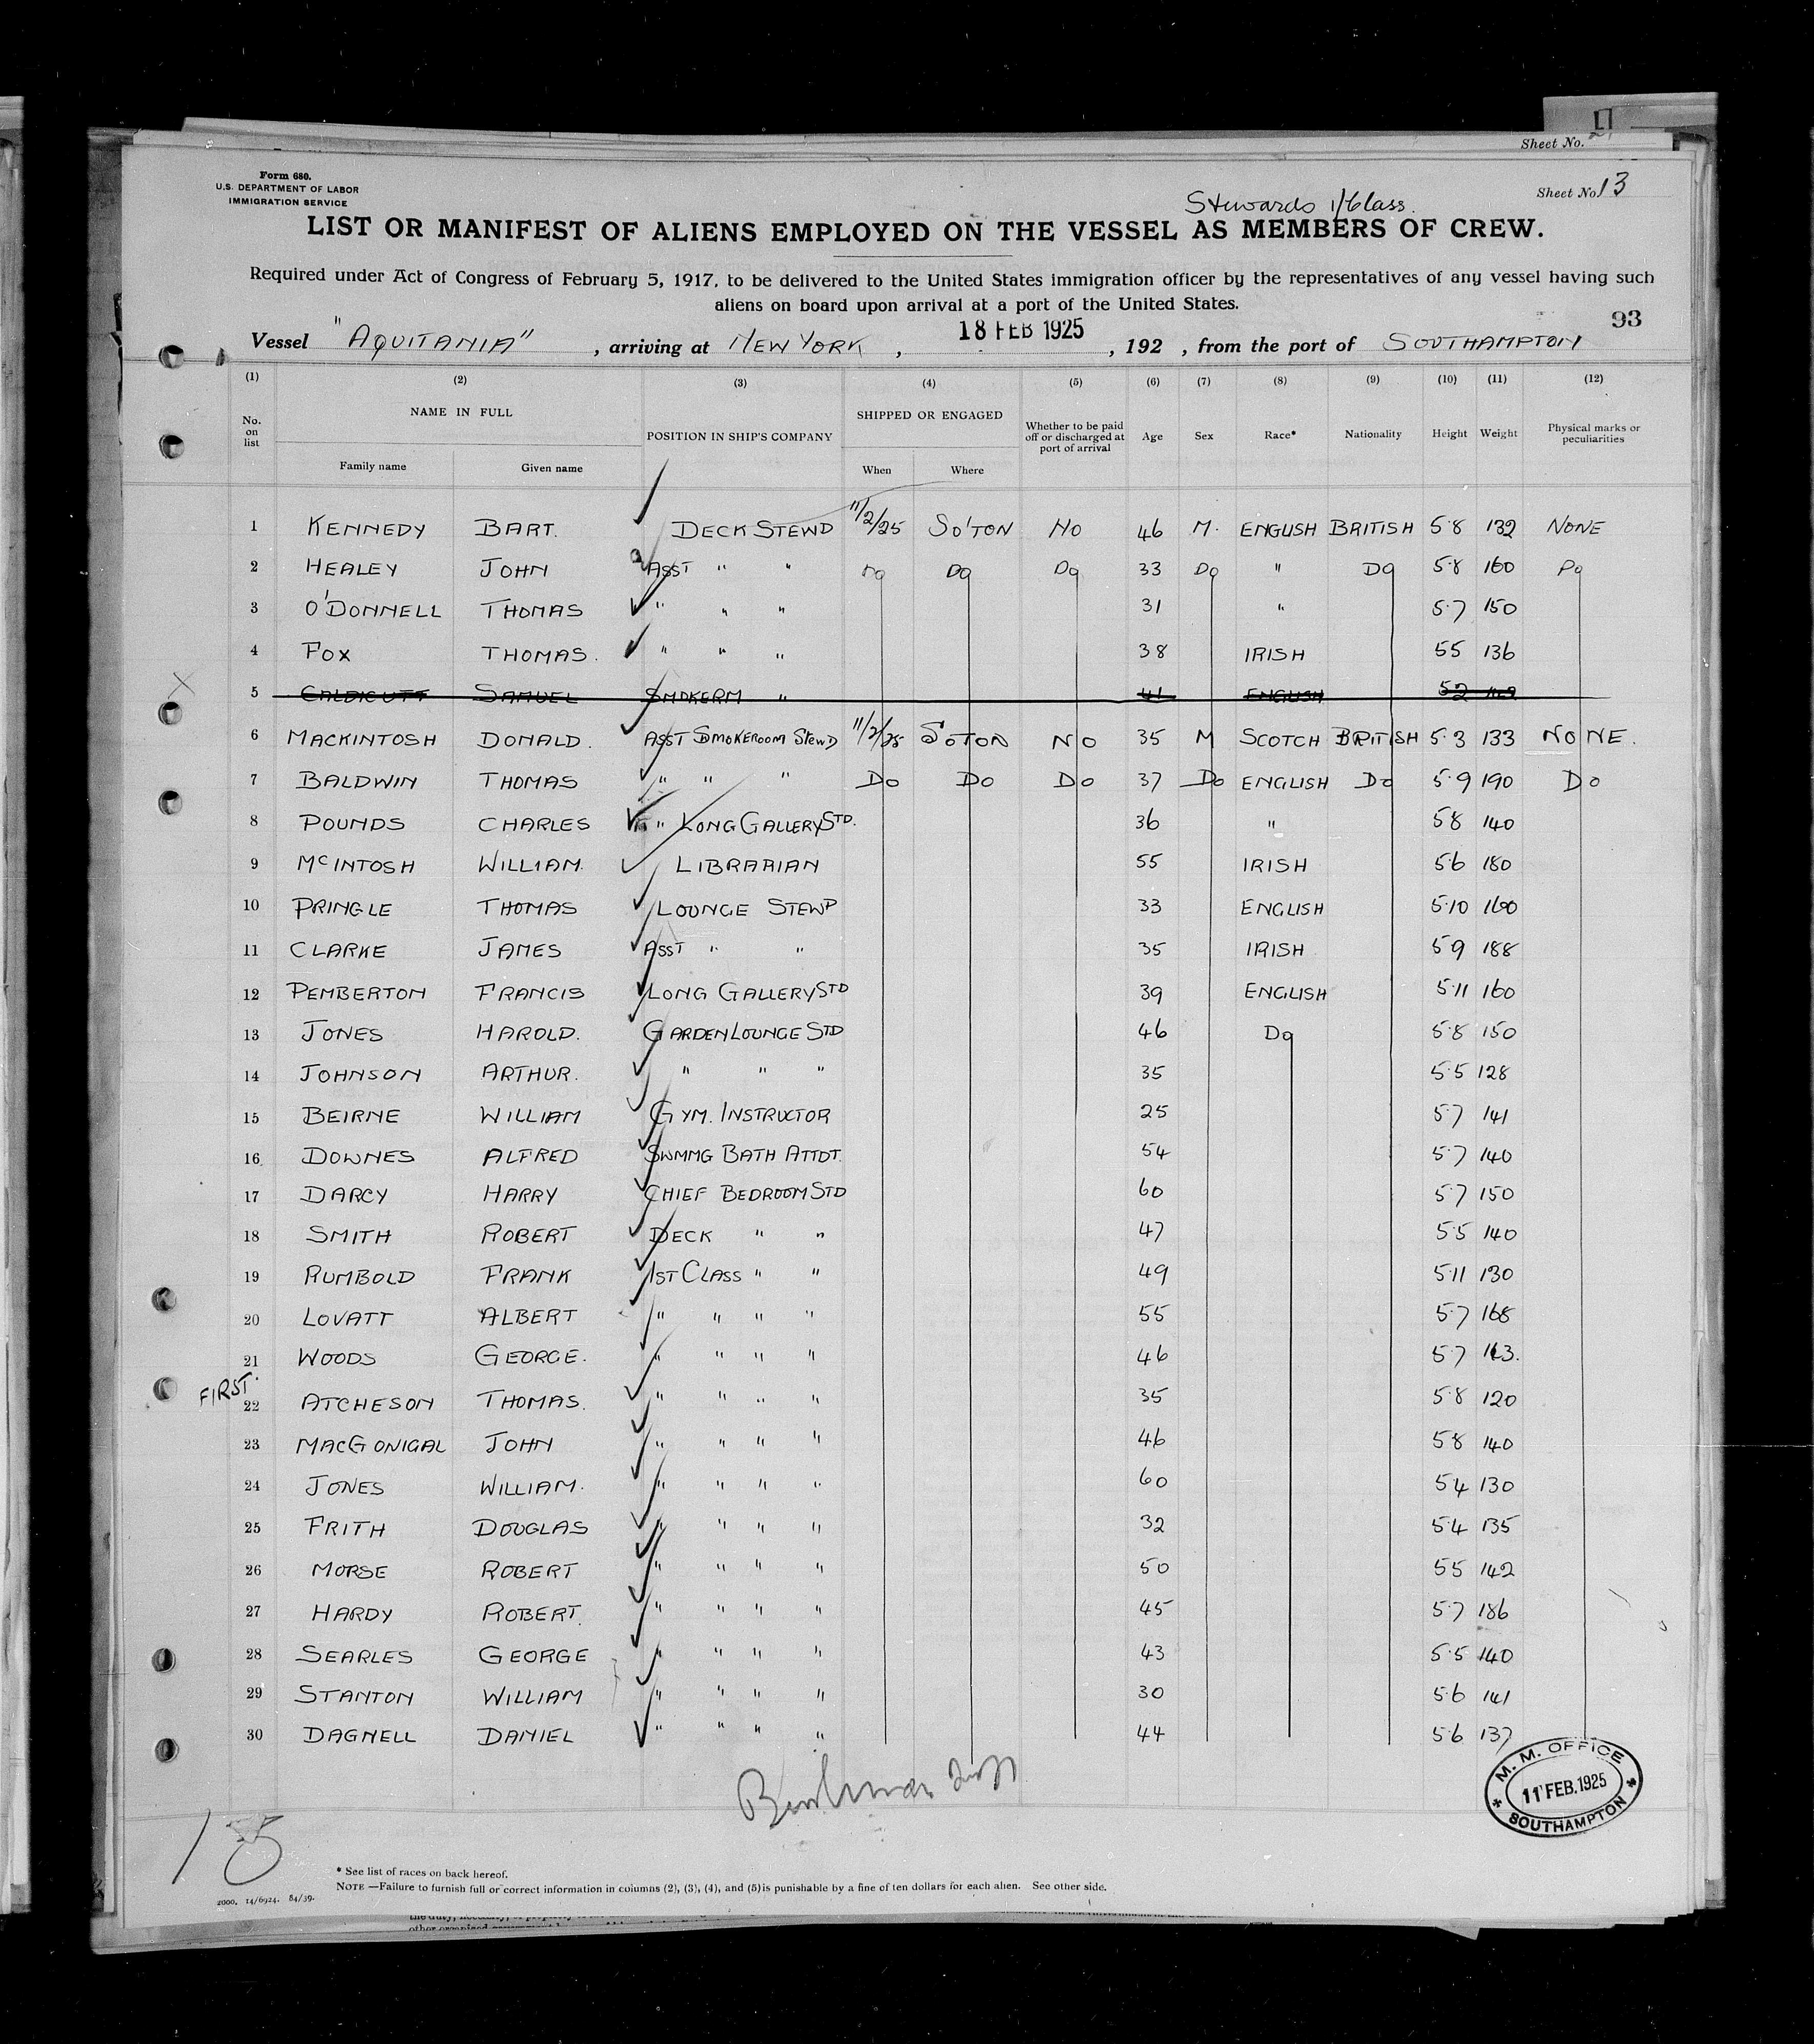 Sheet No. 21
Form 680.
U.S. DEPARTMENT OF LABOR
IMMIGRATION SERVICE
Sheet No. 13
Stewards 1/Class.
LIST OR MANIFEST OF ALIENS EMPLOYED ON THE VESSEL AS MEMBERS OF CREW.
Required under Act of Congress of February 5, 1917, to be delivered to the United States immigration officer by the representatives of any vessel having such
aliens on board upon arrival at a port of the United States.
93
Vessel "AQUITANIA", arriving at NEW YORK, 18 FEB 1925, 192 , from the port of SOUTHAMPTON
(1) (2) (3) (4) (5) (6) (7) (8) (9) (10) (11) (12)
No. on list NAME IN FULL POSITION IN SHIP'S COMPANY SHIPPED OR ENGAGED Whether to be paid off or discharged at port of arrival Age Sex Race* Nationality Height Weight Physical marks or peculiarities
Family name Given name When Where
1 KENNEDY BART. DECK STEWD 11/2/25 SO'TON NO 46 M. ENGLISH BRITISH 5·8 132 NONE
2 HEALEY JOHN ASST " " Do Do Do 33 Do " Do 5·8 160 Do
3 O'DONNELL THOMAS " " " 31 " 5·7 150
4 FOX THOMAS. " " " 38 IRISH 55 136
5 CALDICUTT SAMUEL SMOKERM " 41 ENGLISH 52
6 MACKINTOSH DONALD. ASST SMOKEROOM STEWD 11/2/25 SOTON NO 35 M SCOTCH BRITISH 5·3 133 NONE.
7 BALDWIN THOMAS " " " Do Do Do 37 Do ENGLISH Do 5·9 190 Do
8 POUNDS CHARLES " LONG GALLERY STD. 36 " 58 140
9 McINTOSH WILLIAM. LIBRARIAN 55 IRISH 5·6 180
10 PRINGLE THOMAS LOUNGE STEWD 33 ENGLISH 5·10 160
11 CLARKE JAMES ASST " " 35 IRISH 59 188
12 PEMBERTON FRANCIS LONG GALLERY STD 39 ENGLISH 5·11 160
13 JONES HAROLD. GARDEN LOUNGE STD 46 Do 5·8 150
14 JOHNSON ARTHUR. " " " 35 5·5 128
15 BEIRNE WILLIAM GYM. INSTRUCTOR 25 5·7 141
16 DOWNES ALFRED SWMMG BATH ATTDT. 54 5·7 140
17 DARCY HARRY CHIEF BEDROOM STD 60 5·7 150
18 SMITH ROBERT DECK " " 47 5·5 140
19 RUMBOLD FRANK 1ST CLASS " " 49 5·11 130
20 LOVATT ALBERT " " " " 55 5·7 168
21 WOODS GEORGE. " " " " 46 5·7
FIRST.
22 ATCHESON THOMAS. " " " " 35 5·8 120
23 MACGONIGAL JOHN " " " " 46 58 140
24 JONES WILLIAM. " " " " 60 54 130
25 FRITH DOUGLAS " " " " 32 5·4 135
26 MORSE ROBERT " " " " 50 55 142
27 HARDY ROBERT. " " " " 45 5·7 186
28 SEARLES GEORGE " " " " 43 5·5 140
29 STANTON WILLIAM " " " " 30 5·6 141
30 DAGNELL DANIEL " " " " 44 5·6 137
M. M. OFFICE
11 FEB. 1925
SOUTHAMPTON
* See list of races on back hereof.
NOTE —Failure to furnish full or correct information in columns (2), (3), (4), and (5) is punishable by a fine of ten dollars for each alien. See other side.
2000. 14/6924. 84/39.